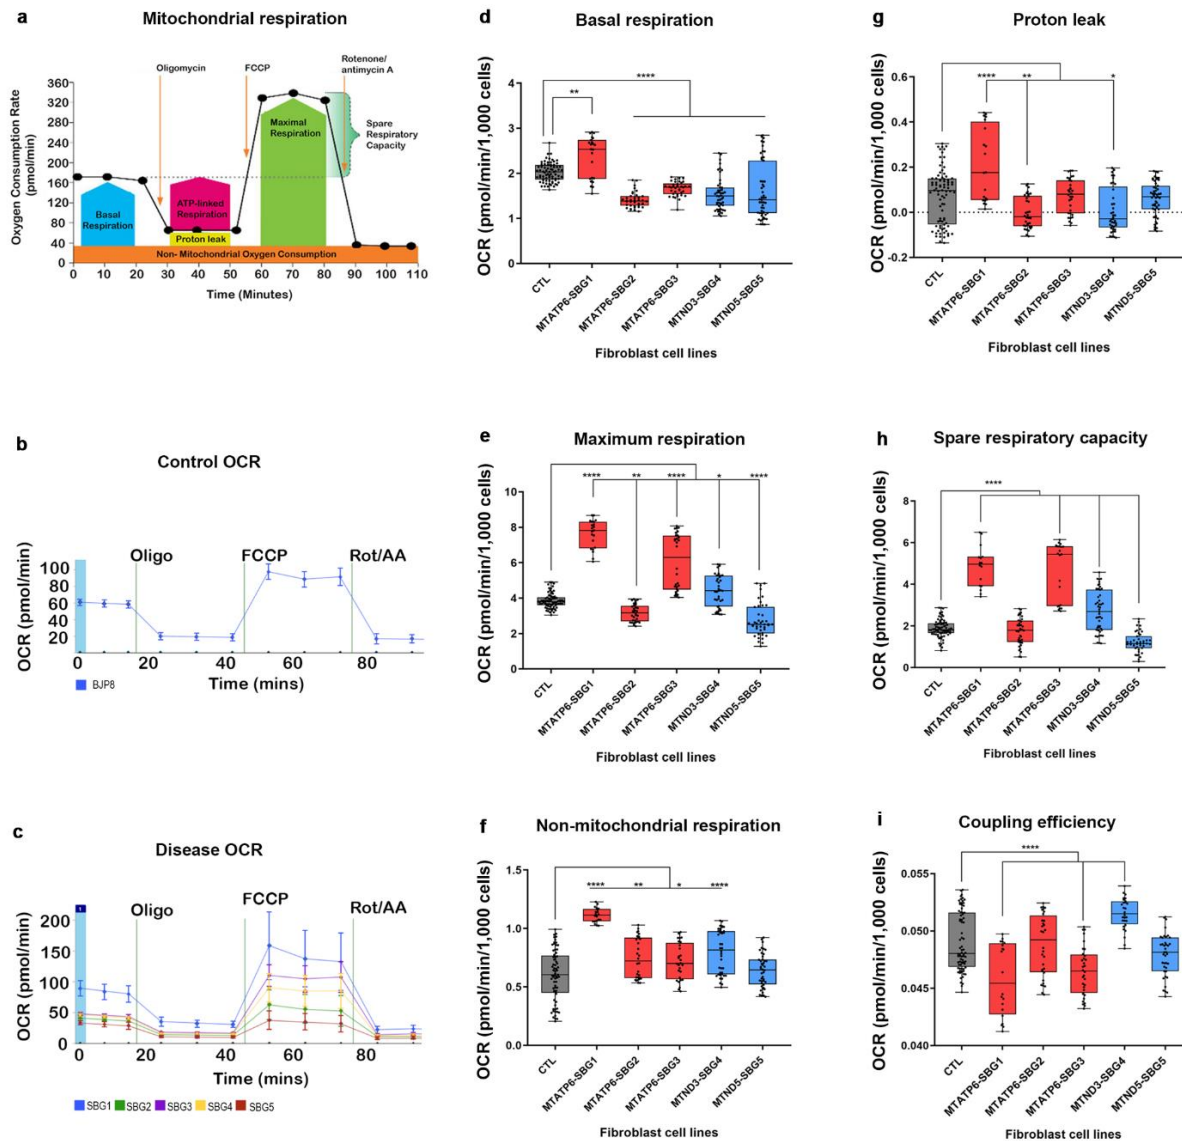 a
Mitochondrial respiration
Oligomycin
FCCP
Rotenone/
antimycin A
Oxygen Consumption Rate
(pmol/min)
360
320
280
240
200
160
120
80
40
0
Maximal
Respiration
Spare
Respiratory
Capacity
Basal
Respiration
ATP-linked
Respiration
Proton leak
Non- Mitochondrial Oxygen Consumption
0 10 20 30 40 50 60 70 80 90 100 110
Time (Minutes)
b
Control OCR
Oligo
FCCP
Rot/AA
OCR (pmol/min)
100
80
60
40
20
0 20 40 60 80
Time (mins)
BJP8
c
Disease OCR
1
Oligo
FCCP
Rot/AA
OCR (pmol/min)
200
150
100
50
0
0 20 40 60 80
Time (mins)
SBG1 SBG2 SBG3 SBG4 SBG5
d
Basal respiration
****
**
OCR (pmol/min/1,000 cells)
4
3
2
1
0
CTL
MTATP6-SBG1
MTATP6-SBG2
MTATP6-SBG3
MTND3-SBG4
MTND5-SBG5
Fibroblast cell lines
e
Maximum respiration
**** ** **** * ****
OCR (pmol/min/1,000 cells)
10
8
6
4
2
0
CTL
MTATP6-SBG1
MTATP6-SBG2
MTATP6-SBG3
MTND3-SBG4
MTND5-SBG5
Fibroblast cell lines
f
Non-mitochondrial respiration
**** ** * ****
OCR (pmol/min/1,000 cells)
1.5
1.0
0.5
0.0
CTL
MTATP6-SBG1
MTATP6-SBG2
MTATP6-SBG3
MTND3-SBG4
MTND5-SBG5
Fibroblast cell lines
g
Proton leak
**** ** *
OCR (pmol/min/1,000 cells)
0.6
0.4
0.2
0.0
-0.2
CTL
MTATP6-SBG1
MTATP6-SBG2
MTATP6-SBG3
MTND3-SBG4
MTND5-SBG5
Fibroblast cell lines
h
Spare respiratory capacity
****
OCR (pmol/min/1,000 cells)
8
6
4
2
0
CTL
MTATP6-SBG1
MTATP6-SBG2
MTATP6-SBG3
MTND3-SBG4
MTND5-SBG5
Fibroblast cell lines
i
Coupling efficiency
****
OCR (pmol/min/1,000 cells)
0.055
0.050
0.045
0.040
CTL
MTATP6-SBG1
MTATP6-SBG2
MTATP6-SBG3
MTND3-SBG4
MTND5-SBG5
Fibroblast cell lines